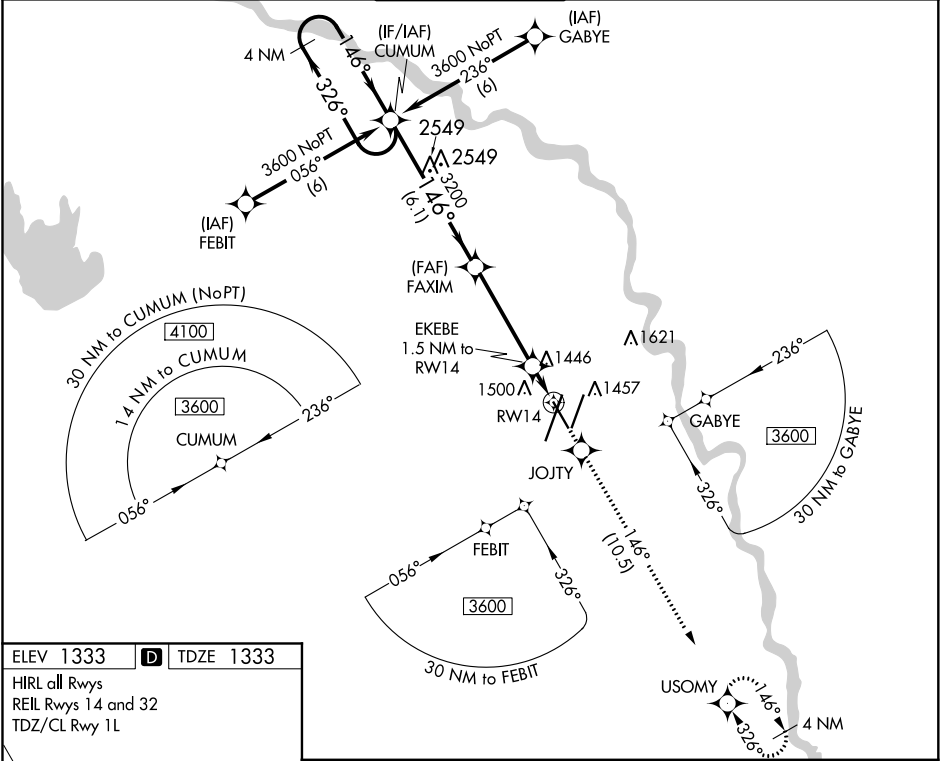 (IF/IAF)
CUMUM
(IAF)
GABYE
4 NM
146°
326°
3600 NoPT
236°
(6)
3600 NoPT
056°
(6)
2549
2549
3200
146°
(6.1)
(IAF)
FEBIT
(FAF)
FAXIM
30 NM to CUMUM (NoPT)
4100
14 NM to CUMUM
3600
CUMUM
236°
056°
EKEBE
1.5 NM to
RW14
1446
1621
1500
1457
RW14
JOJTY
236°
GABYE
3600
326°
30 NM to GABYE
146°
(10.5)
FEBIT
056°
326°
3600
30 NM to FEBIT
USOMY
146°
326°
4 NM
ELEV 1333 D TDZE 1333
HIRL all Rwys
REIL Rwys 14 and 32
TDZ/CL Rwy 1L